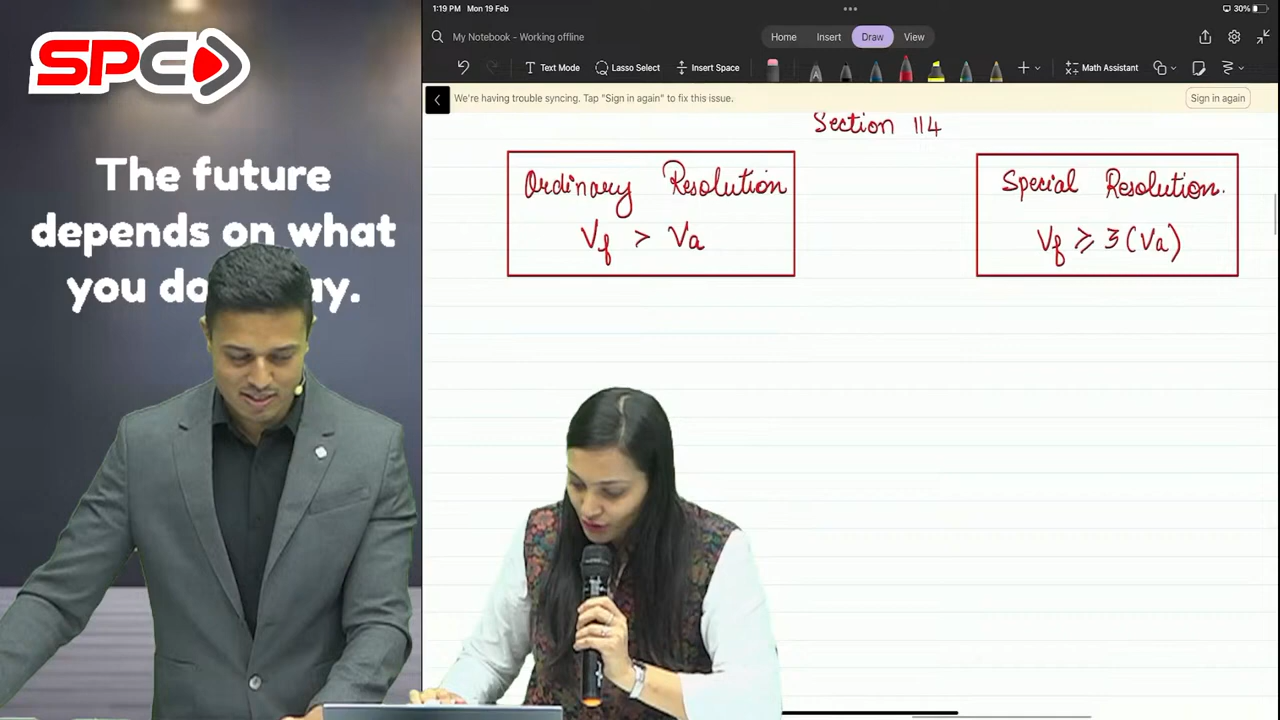 SPE
The future
depends on what
you do ay.
1:19 PM Mon 19 Feb
30%
My Notebook - Working offline
Home Insert Draw View
Text Mode Lasso Select Insert Space Math Assistant
We're having trouble syncing. Tap "Sign in again" to fix this issue.
Sign in again
Section 114
Ordinary Resolution
Vf > Va
Special Resolution.
Vf ⩾ 3 (Va)